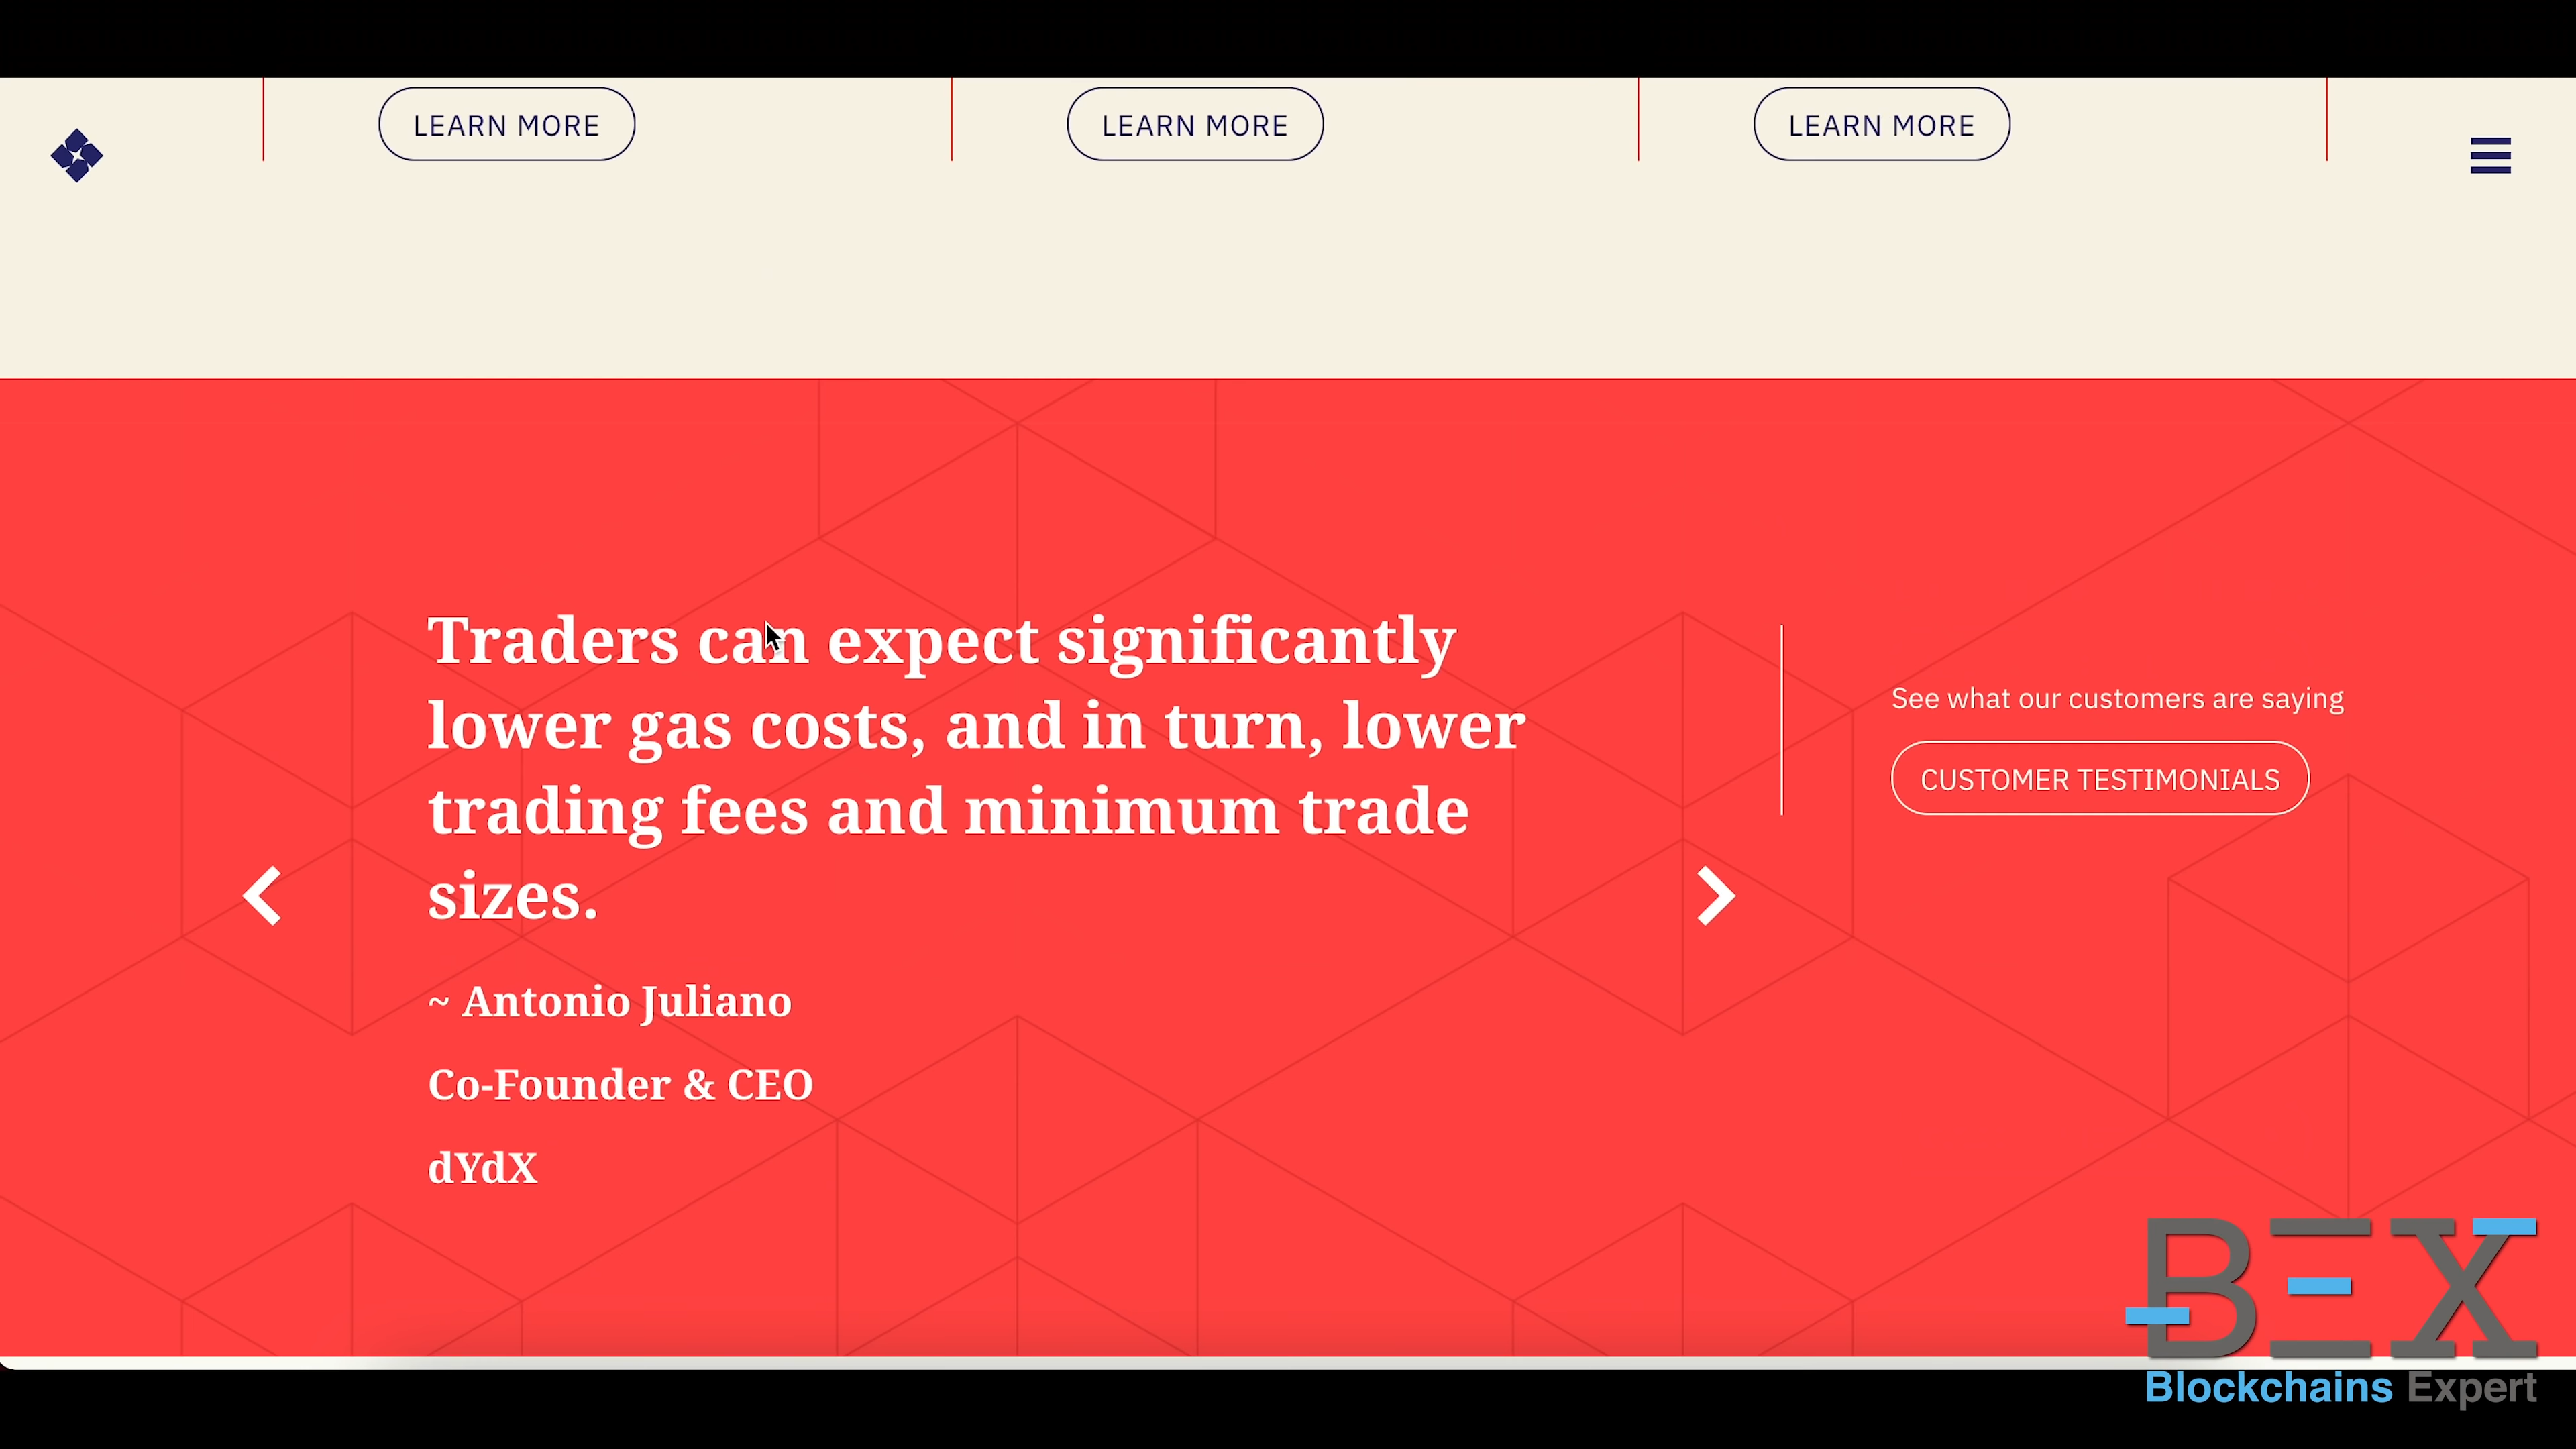 LEARN MORE
LEARN MORE
LEARN MORE
Traders can expect significantly
lower gas costs, and in turn, lower
trading fees and minimum trade
sizes.
~ Antonio Juliano
Co-Founder & CEO
dYdX
See what our customers are saying
CUSTOMER TESTIMONIALS
BEX
Blockchains Expert